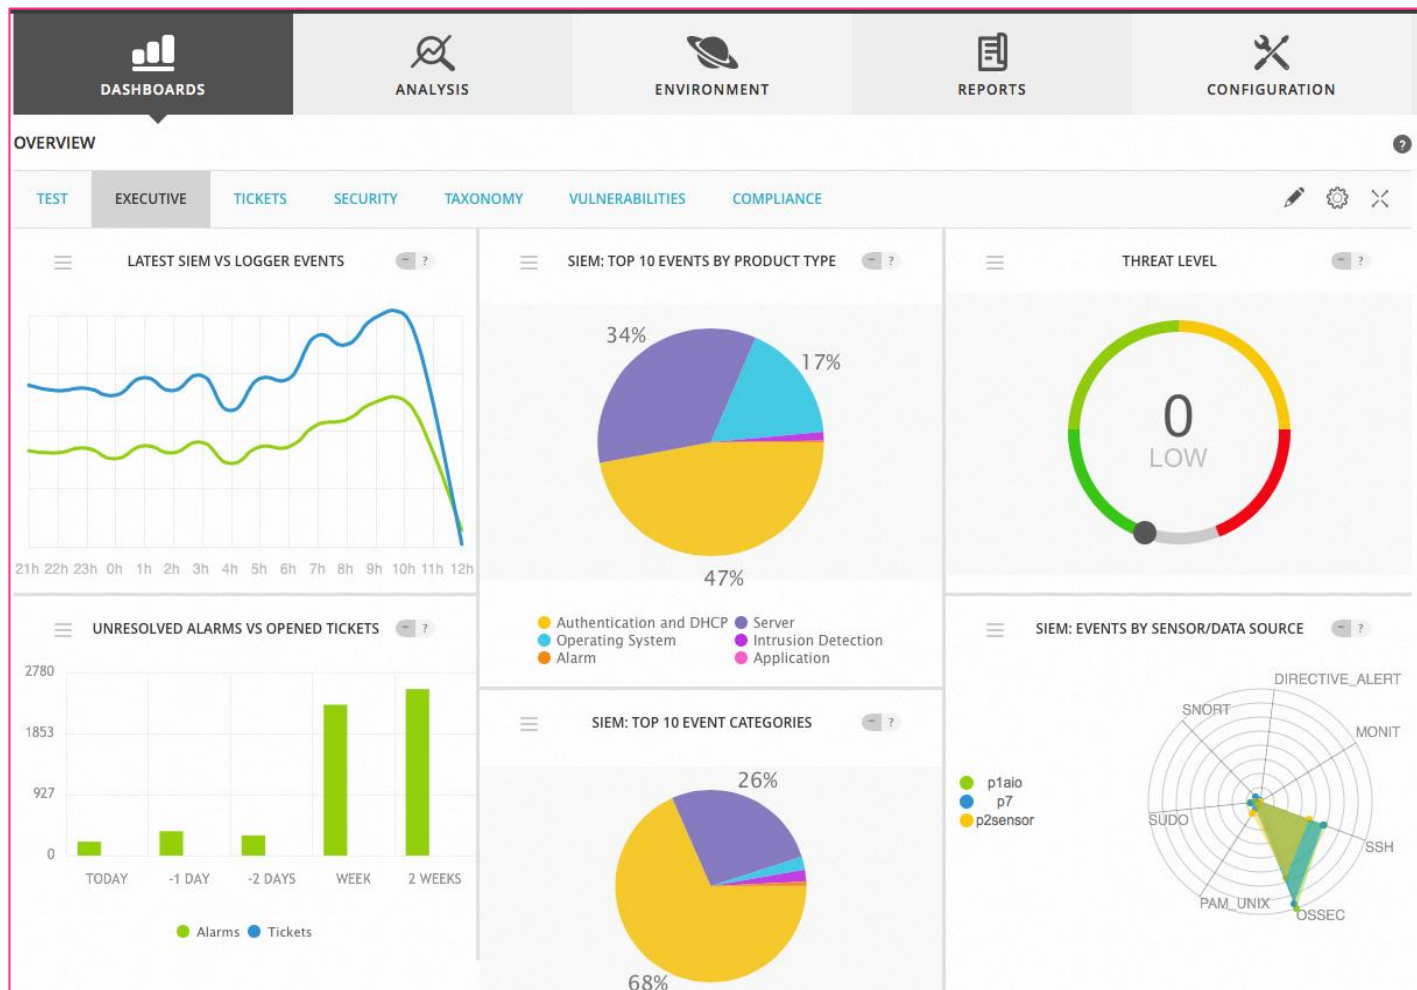 DASHBOARDS
ANALYSIS
ENVIRONMENT
REPORTS
CONFIGURATION
OVERVIEW
?
TEST
EXECUTIVE
TICKETS
SECURITY
TAXONOMY
VULNERABILITIES
COMPLIANCE
LATEST SIEM VS LOGGER EVENTS
- ?
21h 22h 23h 0h 1h 2h 3h 4h 5h 6h 7h 8h 9h 10h 11h 12h
SIEM: TOP 10 EVENTS BY PRODUCT TYPE
- ?
34%
17%
47%
Authentication and DHCP Server
Operating System Intrusion Detection
Alarm Application
THREAT LEVEL
- ?
0
LOW
UNRESOLVED ALARMS VS OPENED TICKETS
- ?
2780
1853
927
0
TODAY -1 DAY -2 DAYS WEEK 2 WEEKS
Alarms Tickets
SIEM: TOP 10 EVENT CATEGORIES
- ?
26%
68%
SIEM: EVENTS BY SENSOR/DATA SOURCE
- ?
DIRECTIVE_ALERT
SNORT
MONIT
p1aio
p7
p2sensor
SUDO
SSH
PAM_UNIX
OSSEC